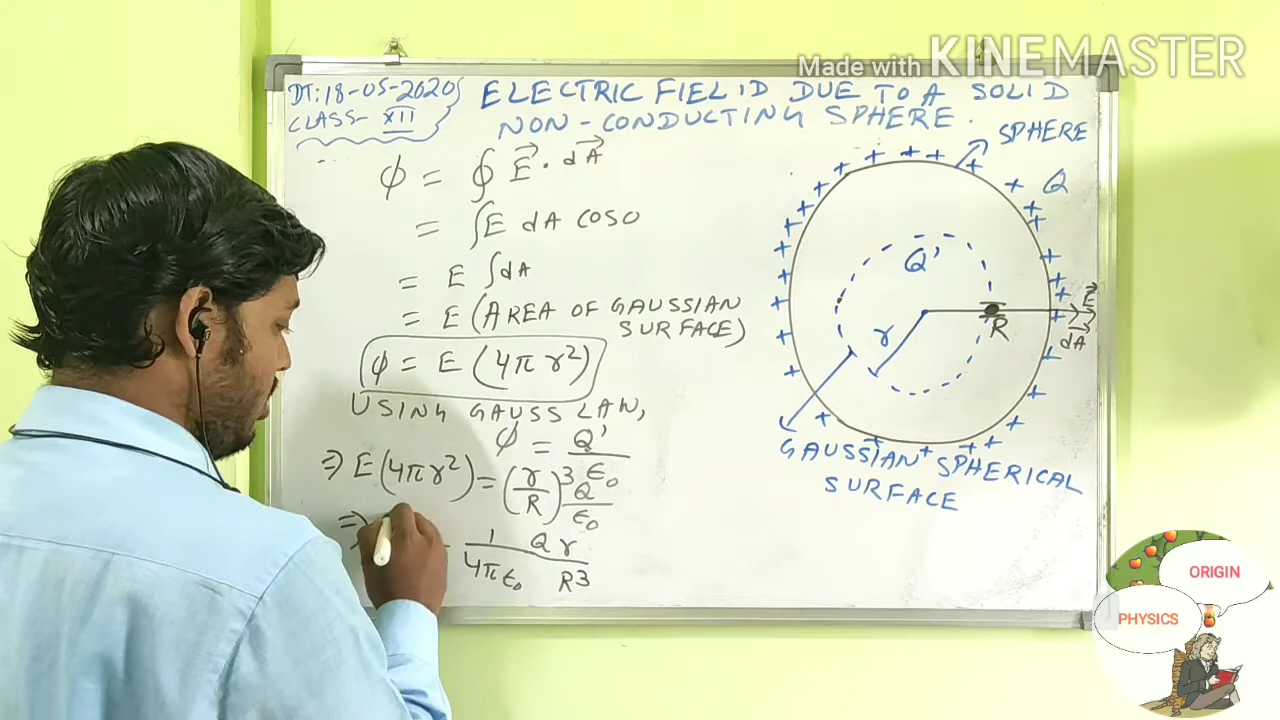 Made with KINEMASTER
DT:18-05-2020
CLASS- XII
ELECTRIC FIELD DUE TO A SOLID
NON-CONDUCTING SPHERE.
ϕ = ∮ E⃗ · dA⃗
= ∫E dA COS0
= E ∫dA
= E (AREA OF GAUSSIAN
SURFACE)
ϕ = E (4πr²)
USING GAUSS LAW,
ϕ = Q'/ε₀
⇒ E(4πr²) = (r/R)³ Q/ε₀
⇒ 1/4πε₀ Qr/R³
SPHERE
Q
Q'
r
R
E⃗
dA⃗
GAUSSIAN SPHERICAL
SURFACE
ORIGIN
PHYSICS